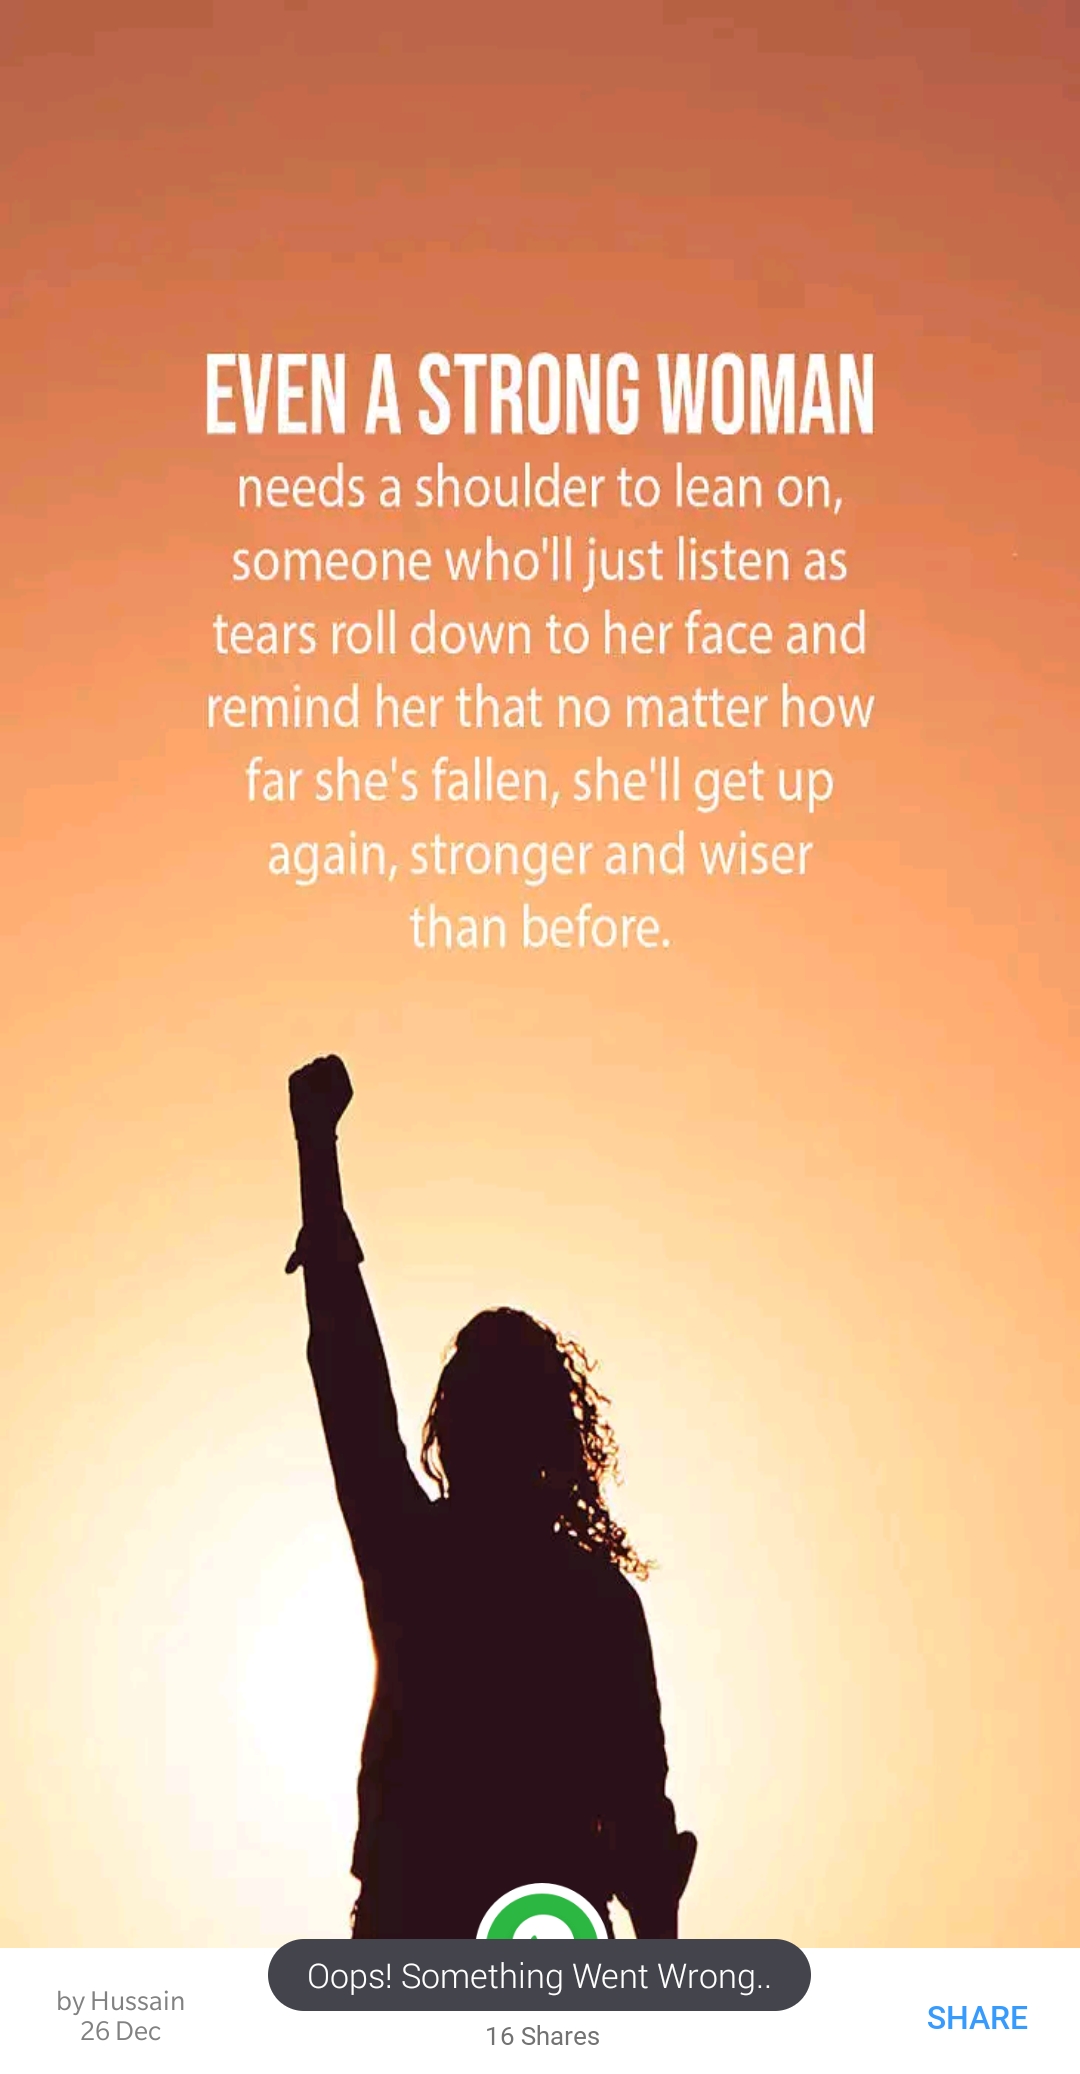 EVEN A STRONG WOMAN
needs a shoulder to lean on,
someone who'll just listen as
tears roll down to her face and
remind her that no matter how
far she's fallen, she'll get up
again, stronger and wiser
than before.
Oops! Something Went Wrong..
by Hussain
26 Dec
16 Shares
SHARE